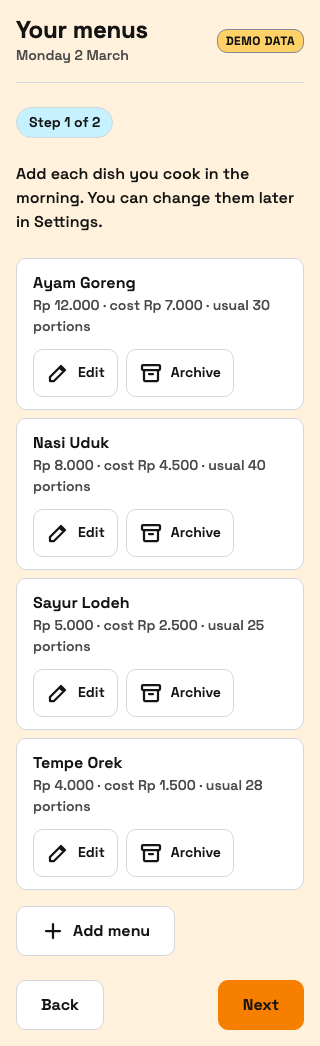 Your menus
Monday 2 March
DEMO DATA
Step 1 of 2
Add each dish you cook in the
morning. You can change them later
in Settings.
Ayam Goreng
Rp 12.000 · cost Rp 7.000 · usual 30
portions
Edit
Archive
Nasi Uduk
Rp 8.000 · cost Rp 4.500 · usual 40
portions
Edit
Archive
Sayur Lodeh
Rp 5.000 · cost Rp 2.500 · usual 25
portions
Edit
Archive
Tempe Orek
Rp 4.000 · cost Rp 1.500 · usual 28
portions
Edit
Archive
Add menu
Back
Next